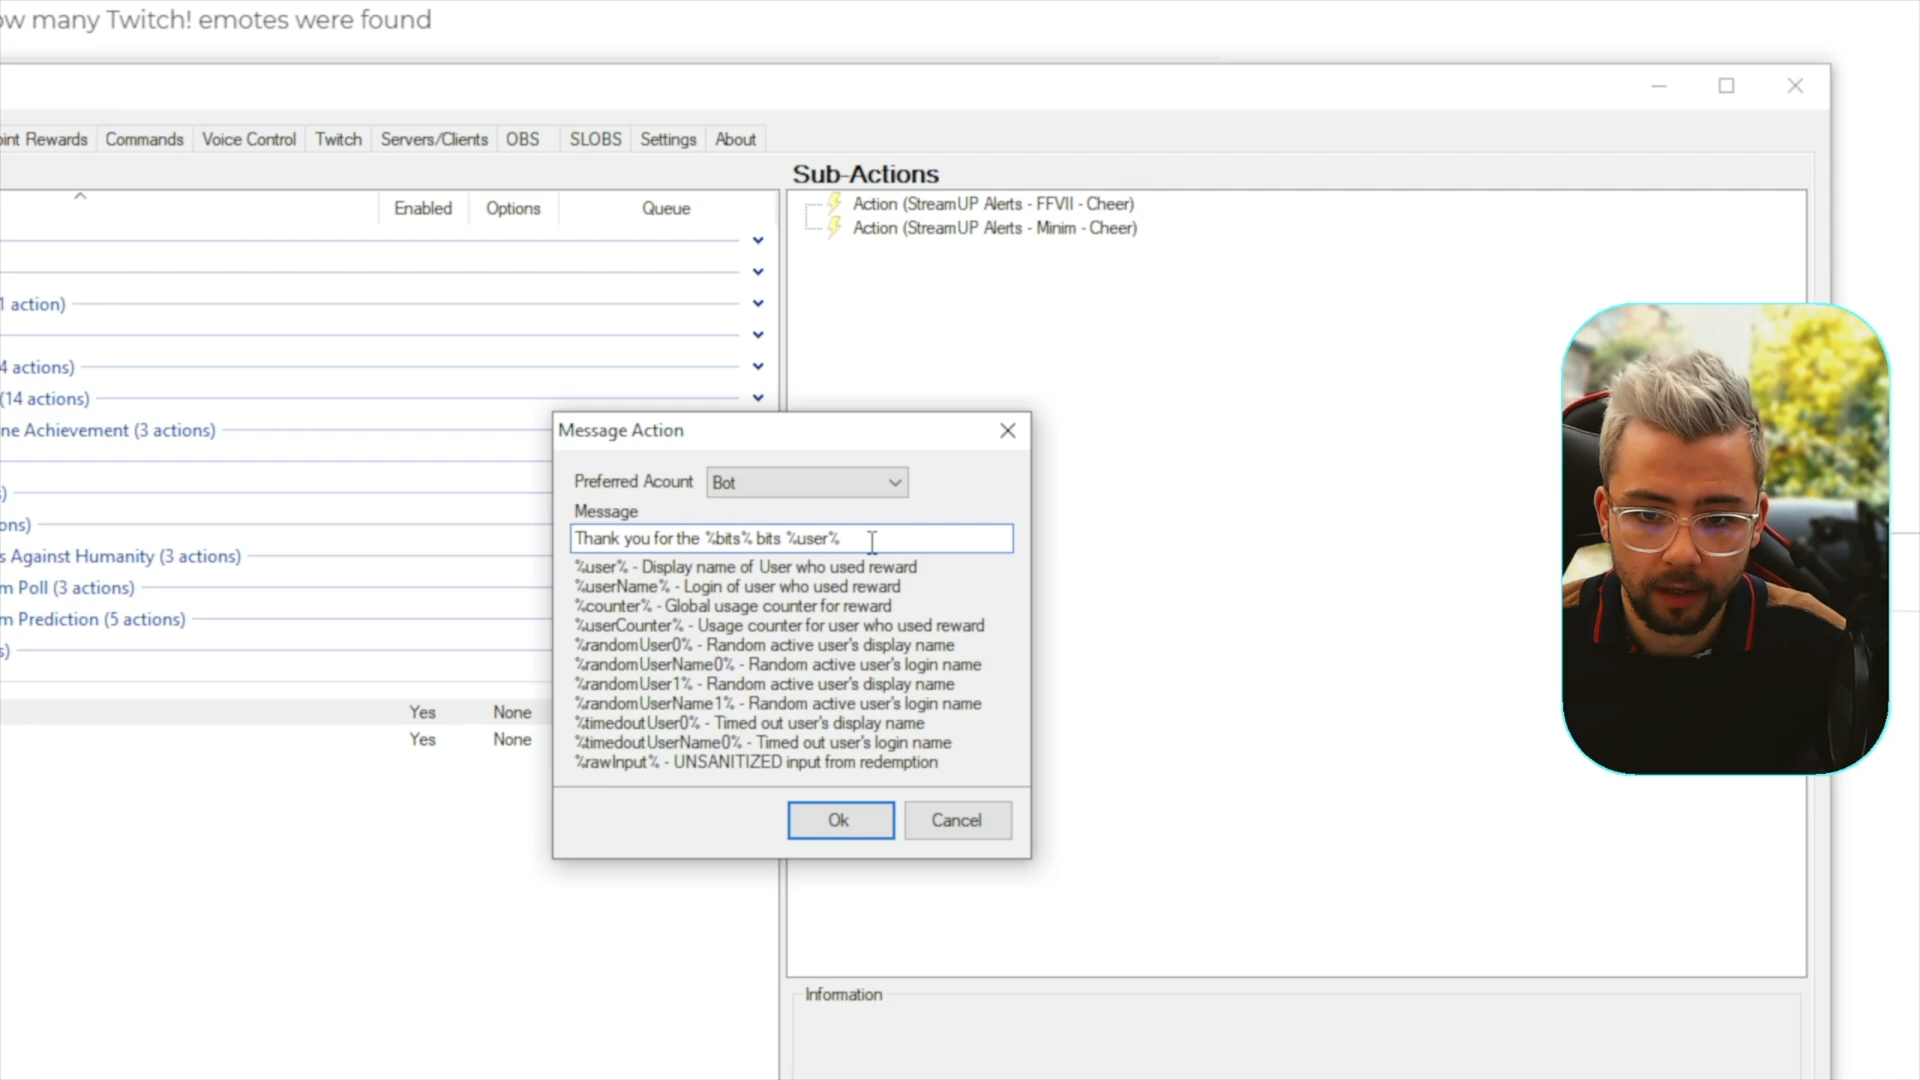 ow many Twitch! emotes were found
oint Rewards Commands Voice Control Twitch Servers/Clients OBS SLOBS Settings About
Sub-Actions
Enabled Options Queue
Action (StreamUP Alerts - FFVII - Cheer)
Action (StreamUP Alerts - Minim - Cheer)
1 action)
4 actions)
(14 actions)
ne Achievement (3 actions)
s)
ons)
s Against Humanity (3 actions)
m Poll (3 actions)
m Prediction (5 actions)
s)
Yes None
Yes None
Message Action
Preferred Acount Bot
Message
Thank you for the %bits% bits %user%
%user% - Display name of User who used reward
%userName% - Login of user who used reward
%counter% - Global usage counter for reward
%userCounter% - Usage counter for user who used reward
%randomUser0% - Random active user's display name
%randomUserName0% - Random active user's login name
%randomUser1% - Random active user's display name
%randomUserName1% - Random active user's login name
%timedoutUser0% - Timed out user's display name
%timedoutUserName0% - Timed out user's login name
%rawInput% - UNSANITIZED input from redemption
Ok Cancel
Information